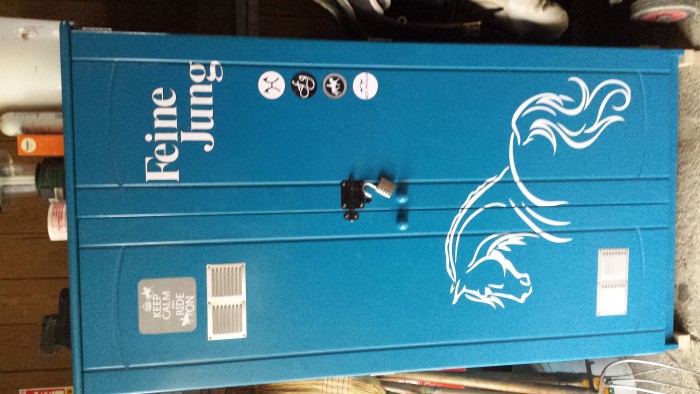 Feine
Jung
KEEP
CALM
AND
RIDE
ON